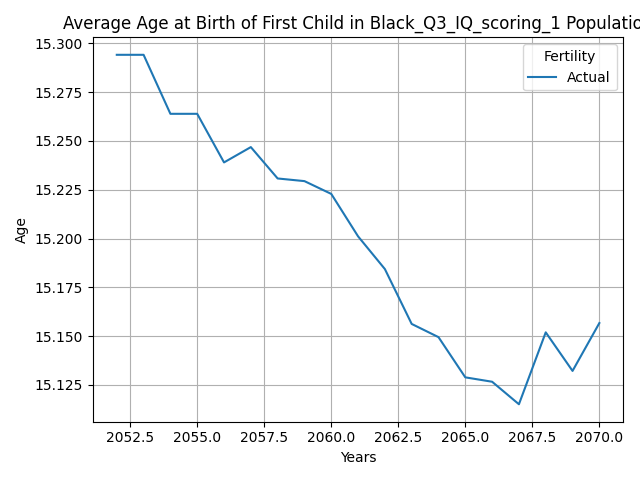 Average Age at Birth of First Child in Black_Q3_IQ_scoring_1 Populatio
Fertility
Actual
15.300
15.275
15.250
15.225
15.200
15.175
15.150
15.125
Age
2052.5 2055.0 2057.5 2060.0 2062.5 2065.0 2067.5 2070.0
Years